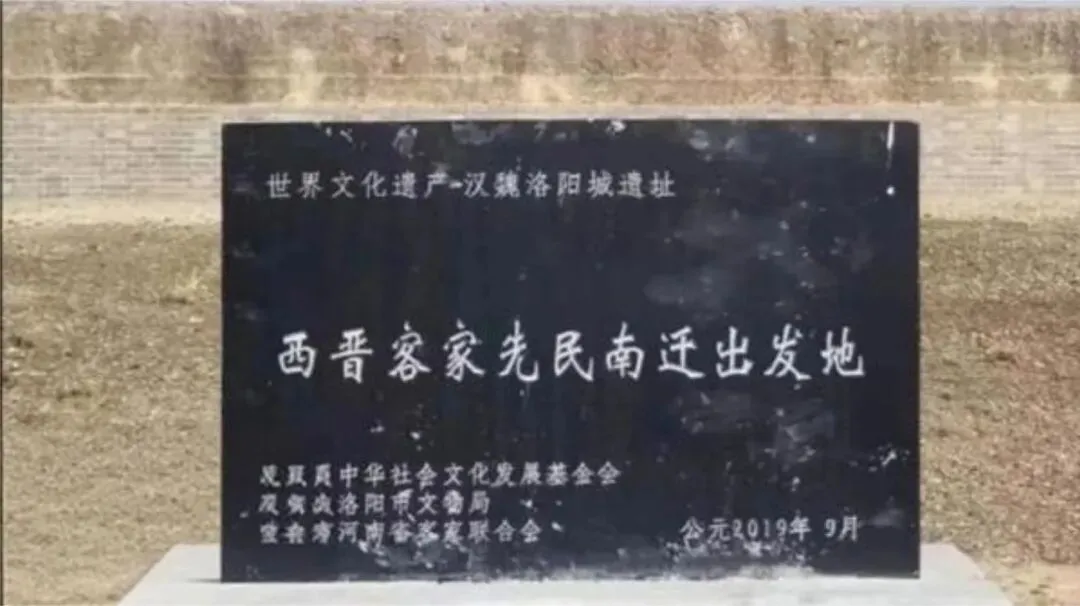 世界文化遗产-汉魏洛阳城遗址
西晋客家先民南迁出发地
中华社会文化发展基金会
洛阳市文物局
河南省客家联合会
公元2019年 9月